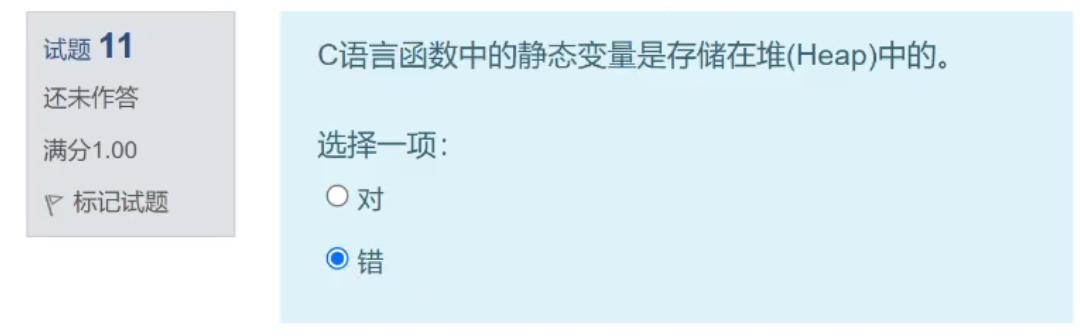 试题 11
还未作答
满分1.00
标记试题
C语言函数中的静态变量是存储在堆(Heap)中的。
选择一项：
对
错